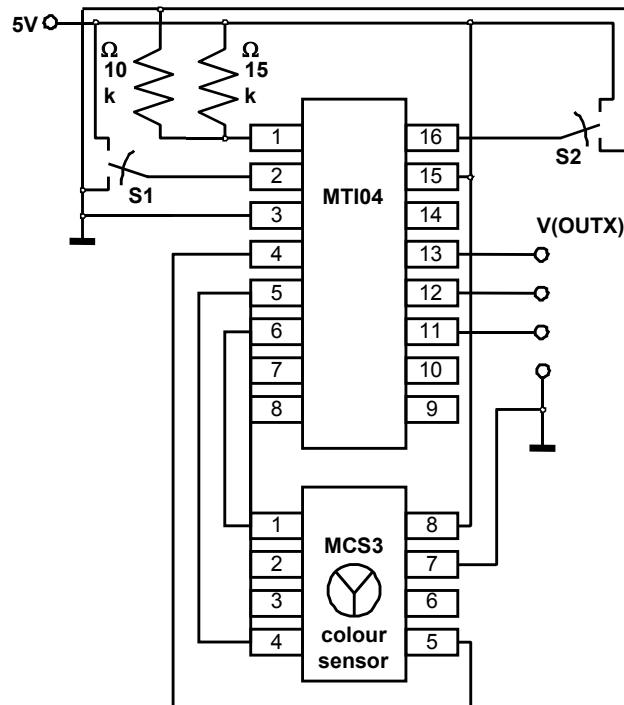 5V
Ω Ω
10 15
k k
1 16
2 MTI04 15
S1 S2
3 14
V(OUTX)
4 13
5 12
6 11
7 10
8 9
1 MCS3 8
2 7
3 6
colour
4 5
sensor